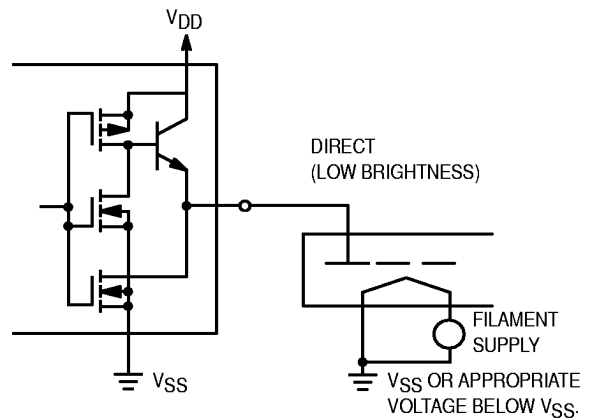 VDD
DIRECT
(LOW BRIGHTNESS)
FILAMENT
SUPPLY
VSS
VSS OR APPROPRIATE
VOLTAGE BELOW VSS.